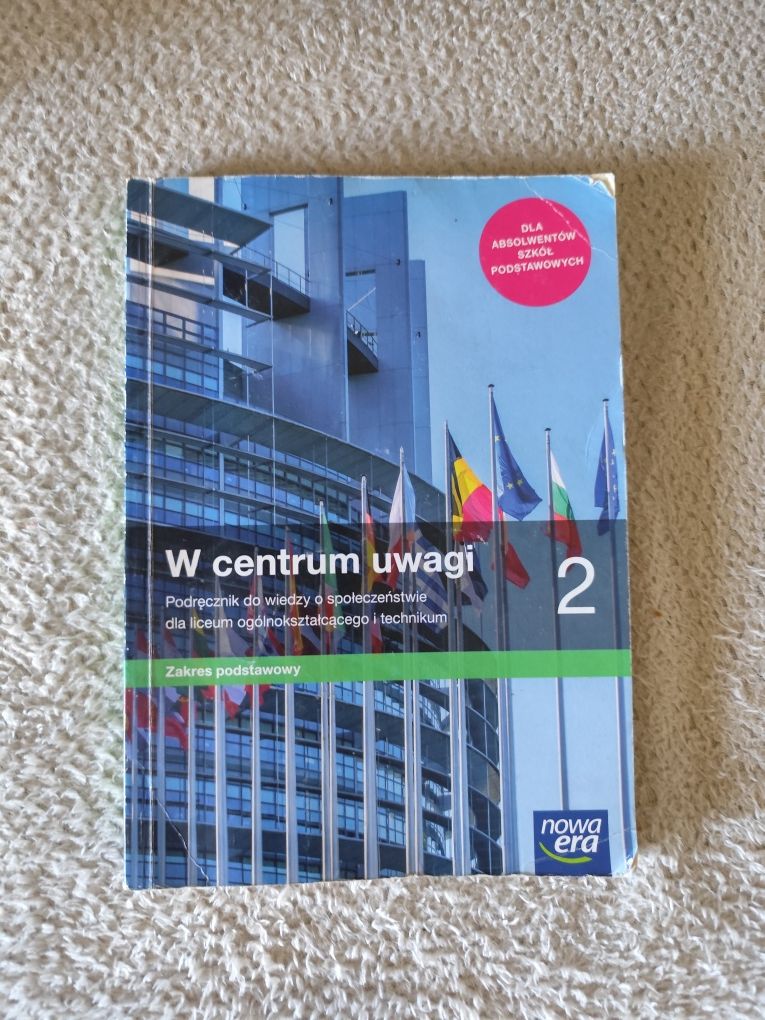 DLA
ABSOLWENTÓW
SZKÓŁ
PODSTAWOWYCH
W centrum uwagi
2
Podręcznik do wiedzy o społeczeństwie
dla liceum ogólnokształcącego i technikum
Zakres podstawowy
nowa
era